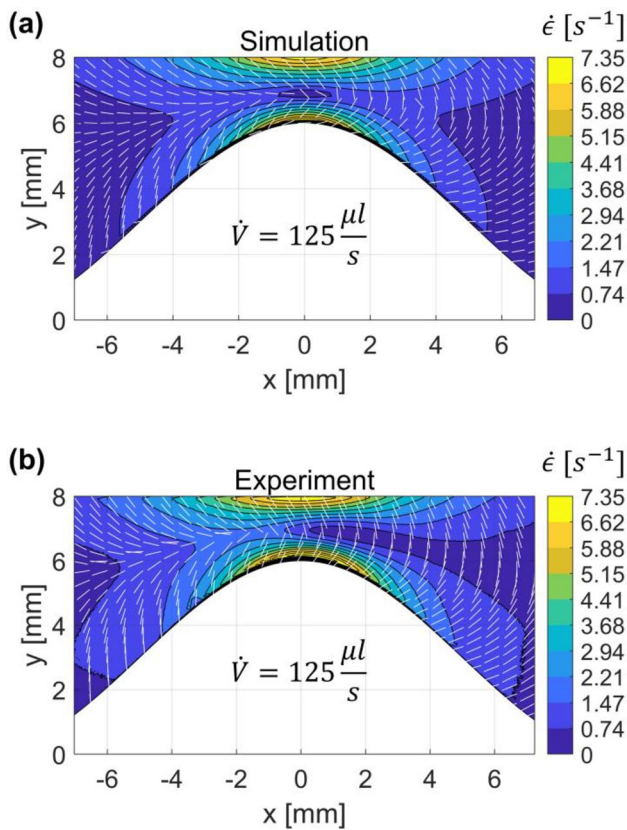 (a)
Simulation
ϵ̇ [s⁻¹]
8
6
4
2
0
y [mm]
V̇ = 125 μl/s
-6 -4 -2 0 2 4 6
x [mm]
7.35
6.62
5.88
5.15
4.41
3.68
2.94
2.21
1.47
0.74
0
(b)
Experiment
ϵ̇ [s⁻¹]
8
6
4
2
0
y [mm]
V̇ = 125 μl/s
-6 -4 -2 0 2 4 6
x [mm]
7.35
6.62
5.88
5.15
4.41
3.68
2.94
2.21
1.47
0.74
0